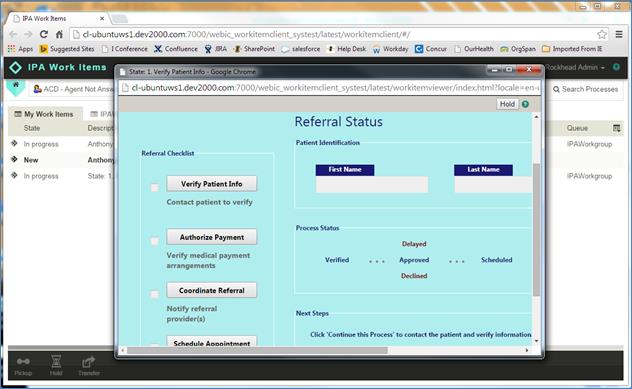 IPA Work Items
cl-ubuntuws1.dev2000.com:7000/webic_workitemclient_systest/latest/workitemclient/#/
Apps Suggested Sites I Conference Confluence JIRA SharePoint salesforce Help Desk Workday Concur OurHealth OrgSpan Imported From IE
IPA Work Items
Rockhead Admin
ACD - Agent Not
Search Processes
My Work Items
State
Queue
In progress
Anthony
IPAWorkgroup
New
Anthony
In progress
State: 1.
IPAWorkgroup
State: 1. Verify Patient Info - Google Chrome
cl-ubuntuws1.dev2000.com:7000/webic_workitemclient_systest/latest/workitemviewer/index.html?locale=en-
Hold
Referral Status
Referral Checklist
Verify Patient Info
Contact patient to verify
Authorize Payment
Verify medical payment
arrangements
Coordinate Referral
Notify referral
provider(s)
Schedule Appointment
Patient Identification
First Name
Last Name
Process Status
Delayed
Verified ... Approved ... Scheduled
Declined
Next Steps
Click 'Continue this Process' to contact the patient and verify information
Pickup
Hold
Transfer